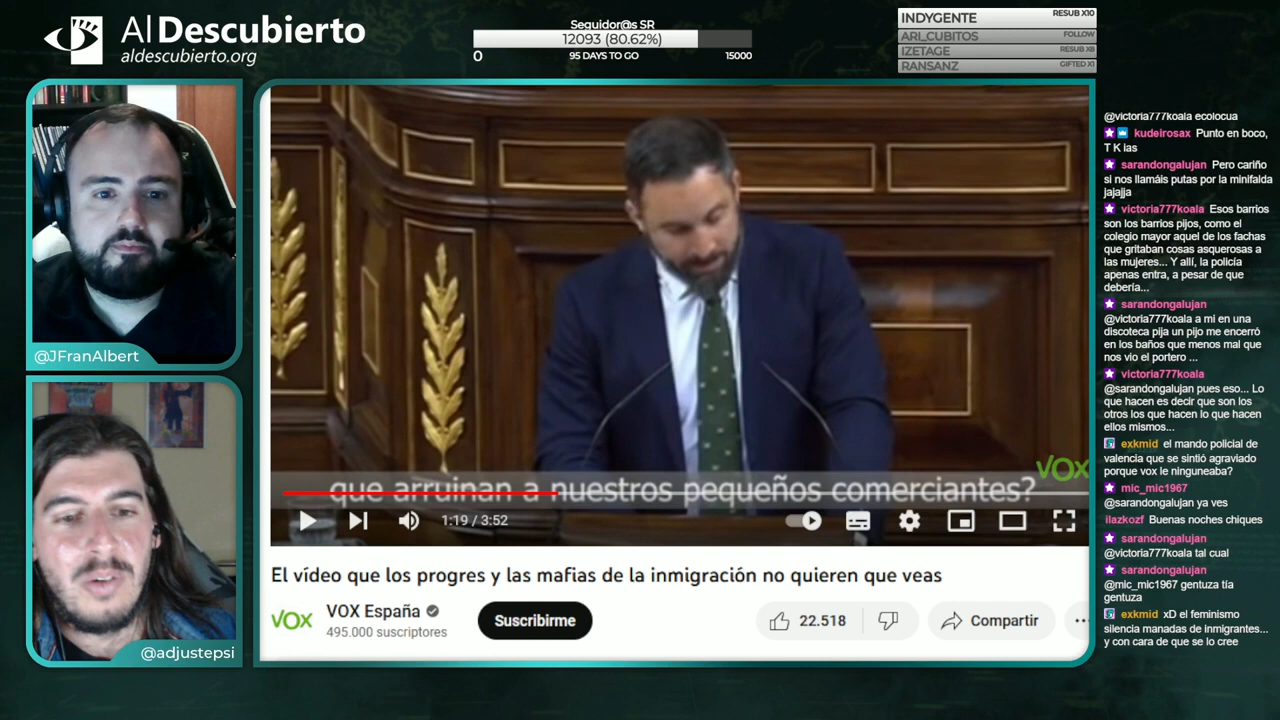 Al Descubierto
aldescubierto.org
Seguidor@s SR
12093 (80.62%)
0
95 DAYS TO GO
15000
INDYGENTE RESUB X10
ARI_CUBITOS FOLLOW
IZETAGE RESUB X8
RANSANZ GIFTED X1
@JFranAlbert
@adjustepsi
VOX
que arruinan a nuestros pequeños comerciantes?
1:19 / 3:52
El vídeo que los progres y las mafias de la inmigración no quieren que veas
VOX
VOX España
495.000 suscriptores
Suscribirme
22.518
Compartir
@victoria777koala ecolocua
kudeirosax Punto en boco,
T K ias
sarandongalujan Pero cariño
si nos llamáis putas por la minifalda
jajajja
victoria777koala Esos barrios
son los barrios pijos, como el
colegio mayor aquel de los fachas
que gritaban cosas asquerosas a
las mujeres... Y allí, la policía
apenas entra, a pesar de que
debería...
sarandongalujan
@victoria777koala a mi en una
discoteca pija un pijo me encerró
en los baños que menos mal que
nos vio el portero ...
victoria777koala
@sarandongalujan pues eso... Lo
que hacen es decir que son los
otros los que hacen lo que hacen
ellos mismos...
exkmid el mando policial de
valencia que se sintió agraviado
porque vox le ninguneaba?
mic_mic1967
@sarandongalujan ya ves
ilazkozf Buenas noches chiques
sarandongalujan
@victoria777koala tal cual
sarandongalujan
@mic_mic1967 gentuza tía
gentuza
exkmid xD el feminismo
silencia manadas de inmigrantes...
y con cara de que se lo cree